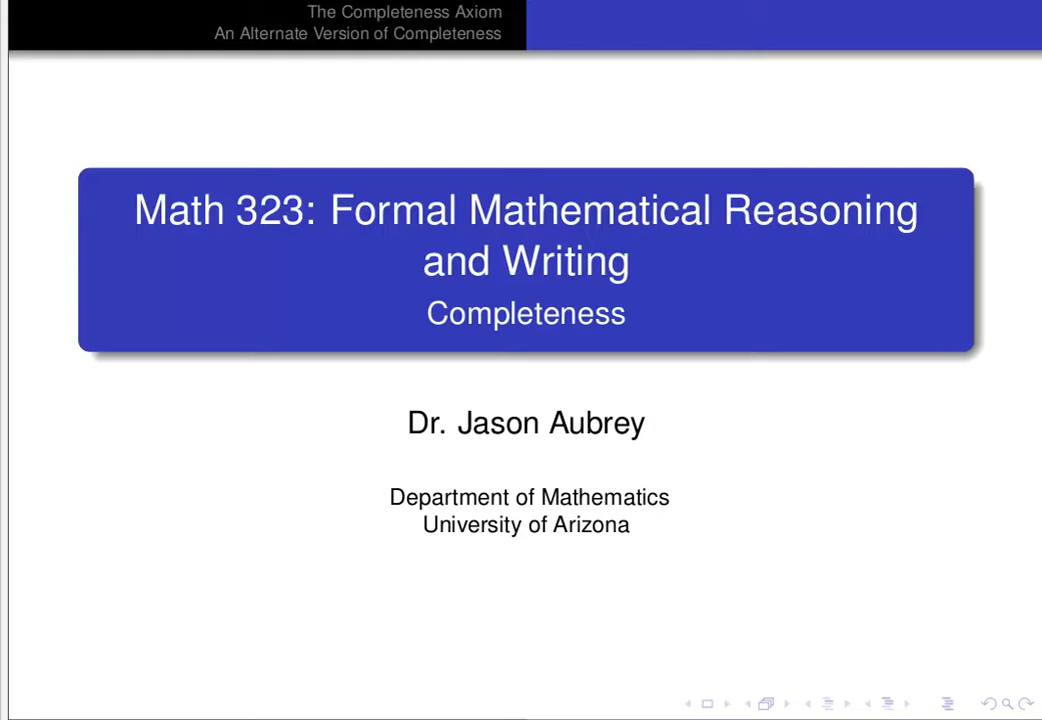 The Completeness Axiom
An Alternate Version of Completeness
Math 323: Formal Mathematical Reasoning
and Writing
Completeness
Dr. Jason Aubrey
Department of Mathematics
University of Arizona